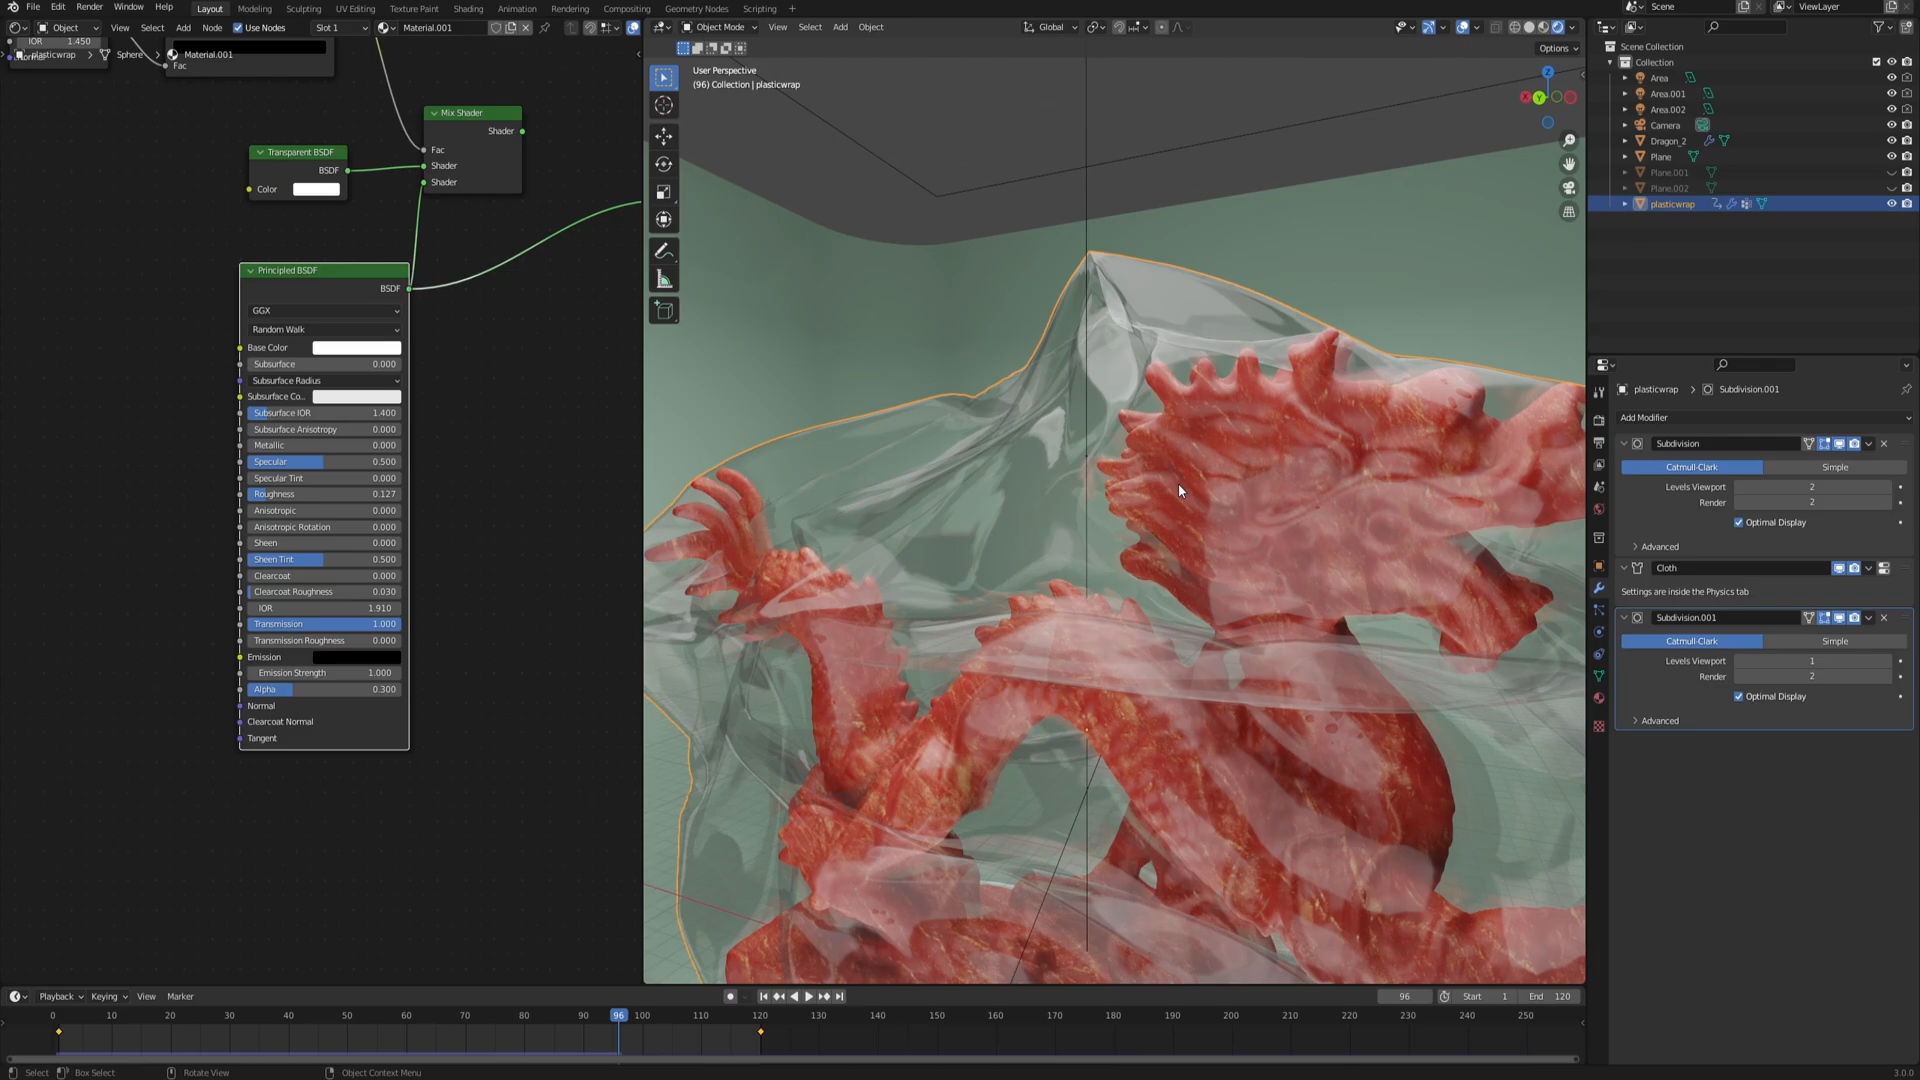 File Edit Render Window Help Layout Modeling Sculpting UV Editing Texture Paint Shading Animation Rendering Compositing Geometry Nodes Scripting + Scene ViewLayer
Object View Select Add Node Use Nodes Slot 1 Material.001
Object Mode View Select Add Object Global
Options
IOR 1.450
plasticwrap > Sphere > Material.001
Fac
Mix Shader
Shader
Fac
Shader
Shader
Transparent BSDF
BSDF
Color
Principled BSDF
BSDF
GGX
Random Walk
Base Color
Subsurface 0.000
Subsurface Radius
Subsurface Co...
Subsurface IOR 1.400
Subsurface Anisotropy 0.000
Metallic 0.000
Specular 0.500
Specular Tint 0.000
Roughness 0.127
Anisotropic 0.000
Anisotropic Rotation 0.000
Sheen 0.000
Sheen Tint 0.500
Clearcoat 0.000
Clearcoat Roughness 0.030
IOR 1.910
Transmission 1.000
Transmission Roughness 0.000
Emission
Emission Strength 1.000
Alpha 0.300
Normal
Clearcoat Normal
Tangent
User Perspective
(96) Collection | plasticwrap
Z
X
Y
Scene Collection
Collection
Area
Area.001
Area.002
Camera
Dragon_2
Plane
Plane.001
Plane.002
plasticwrap
plasticwrap > Subdivision.001
Add Modifier
Subdivision
Catmull-Clark Simple
Levels Viewport 2
Render 2
Optimal Display
Advanced
Cloth
Settings are inside the Physics tab
Subdivision.001
Catmull-Clark Simple
Levels Viewport 1
Render 2
Optimal Display
Advanced
Playback Keying View Marker 96 Start 1 End 120
0 10 20 30 40 50 60 70 80 90 96 100 110 120 130 140 150 160 170 180 190 200 210 220 230 240 250
Select Box Select Rotate View Object Context Menu 3.0.0